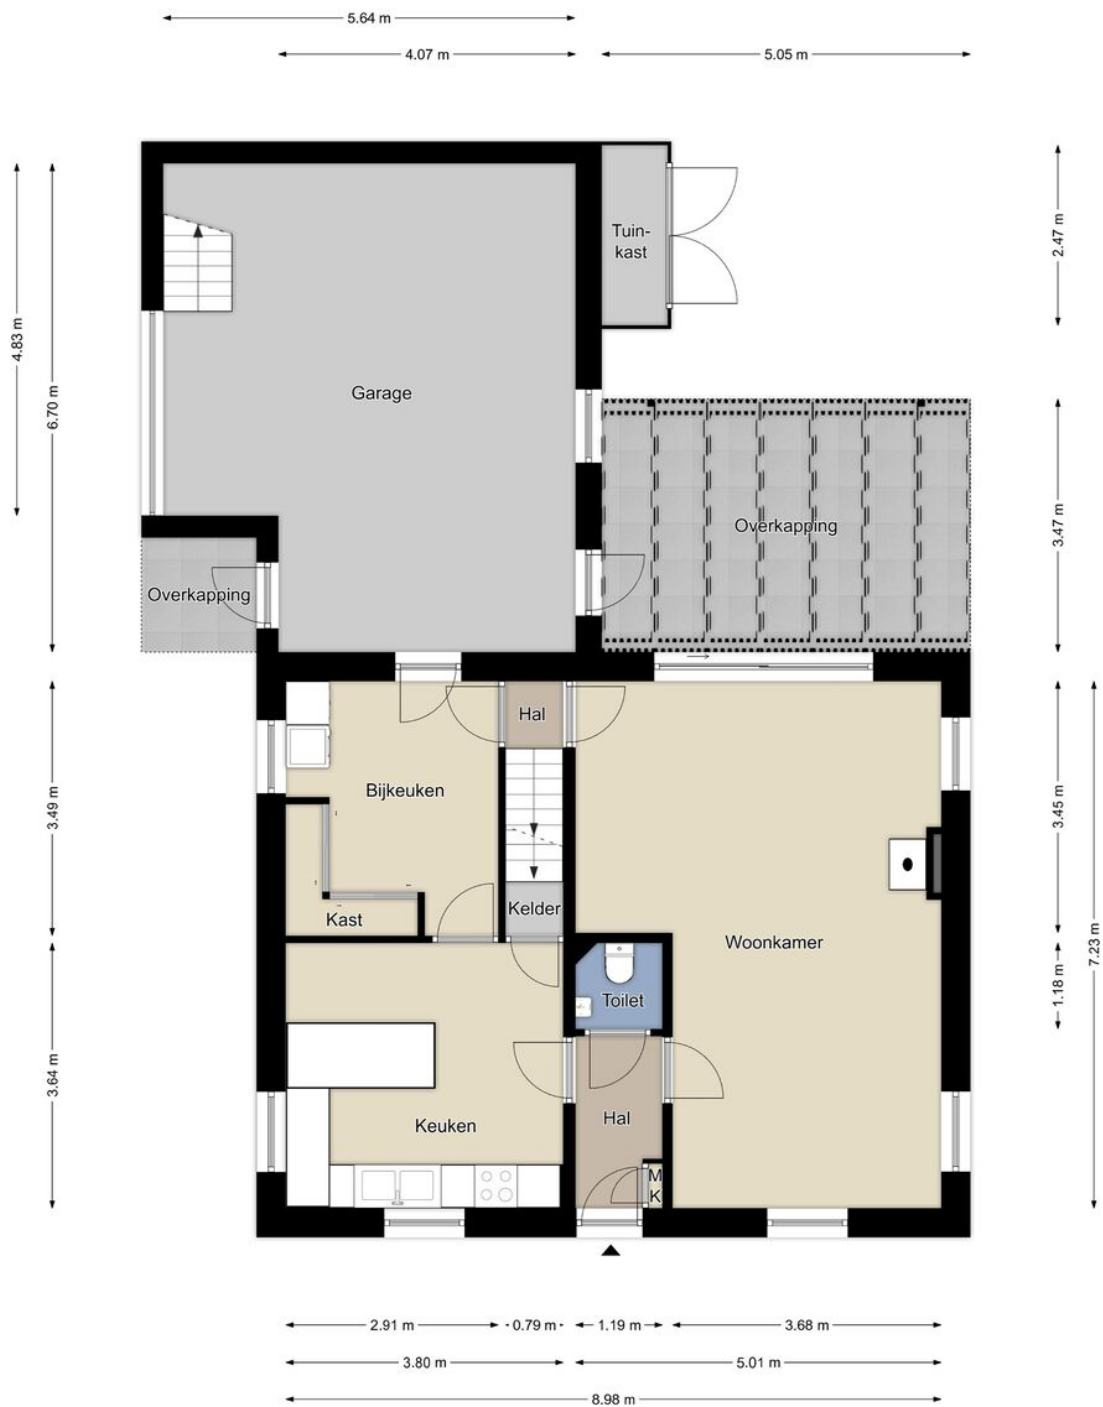 5.64 m
4.07 m
5.05 m
Tuin-
kast
2.47 m
4.83 m
6.70 m
Garage
Overkapping
3.47 m
Overkapping
Hal
Bijkeuken
3.49 m
3.45 m
Kast
Kelder
Woonkamer
7.23 m
Toilet
1.18 m
3.64 m
Keuken
Hal
M
K
2.91 m
0.79 m
1.19 m
3.68 m
3.80 m
5.01 m
8.98 m